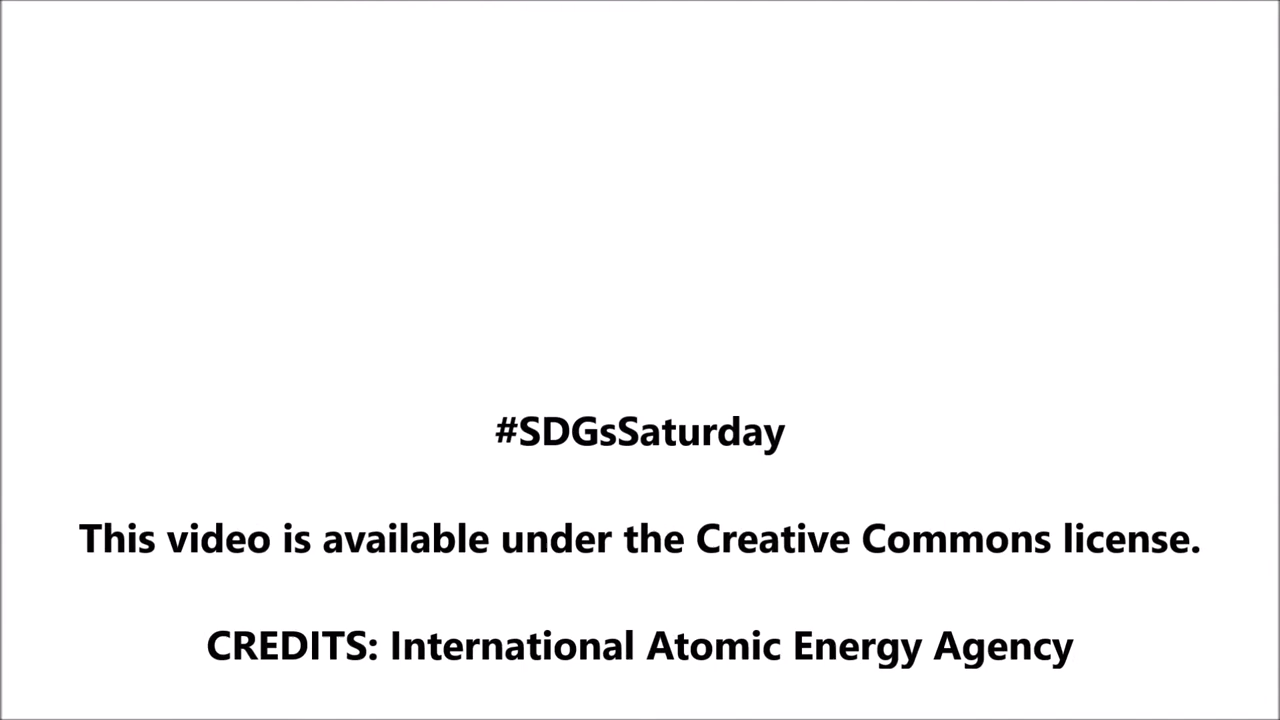 #SDGsSaturday
This video is available under the Creative Commons license.
CREDITS: International Atomic Energy Agency